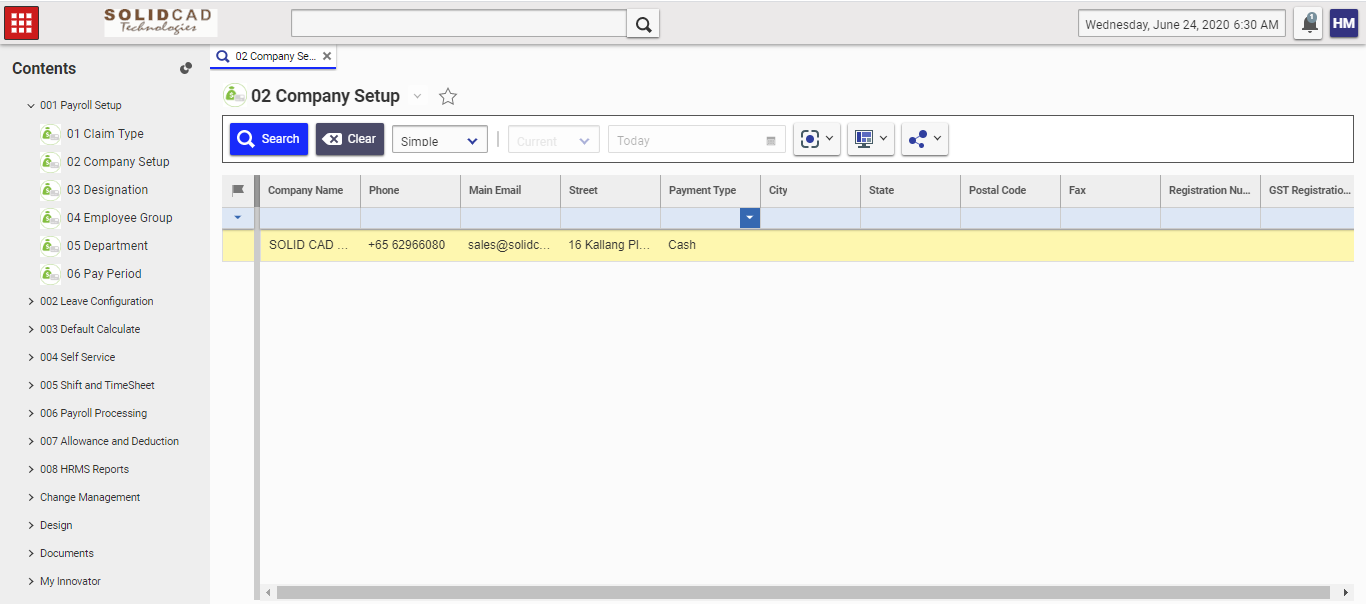 SOLIDCAD
Technologies
Wednesday, June 24, 2020 6:30 AM
1
HM
Contents
001 Payroll Setup
01 Claim Type
02 Company Setup
03 Designation
04 Employee Group
05 Department
06 Pay Period
002 Leave Configuration
003 Default Calculate
004 Self Service
005 Shift and TimeSheet
006 Payroll Processing
007 Allowance and Deduction
008 HRMS Reports
Change Management
Design
Documents
My Innovator
02 Company Se...
02 Company Setup
Search Clear Simple Current Today
Company Name Phone Main Email Street Payment Type City State Postal Code Fax Registration Nu... GST Registratio...
SOLID CAD ... +65 62966080 sales@solidc... 16 Kallang Pl... Cash